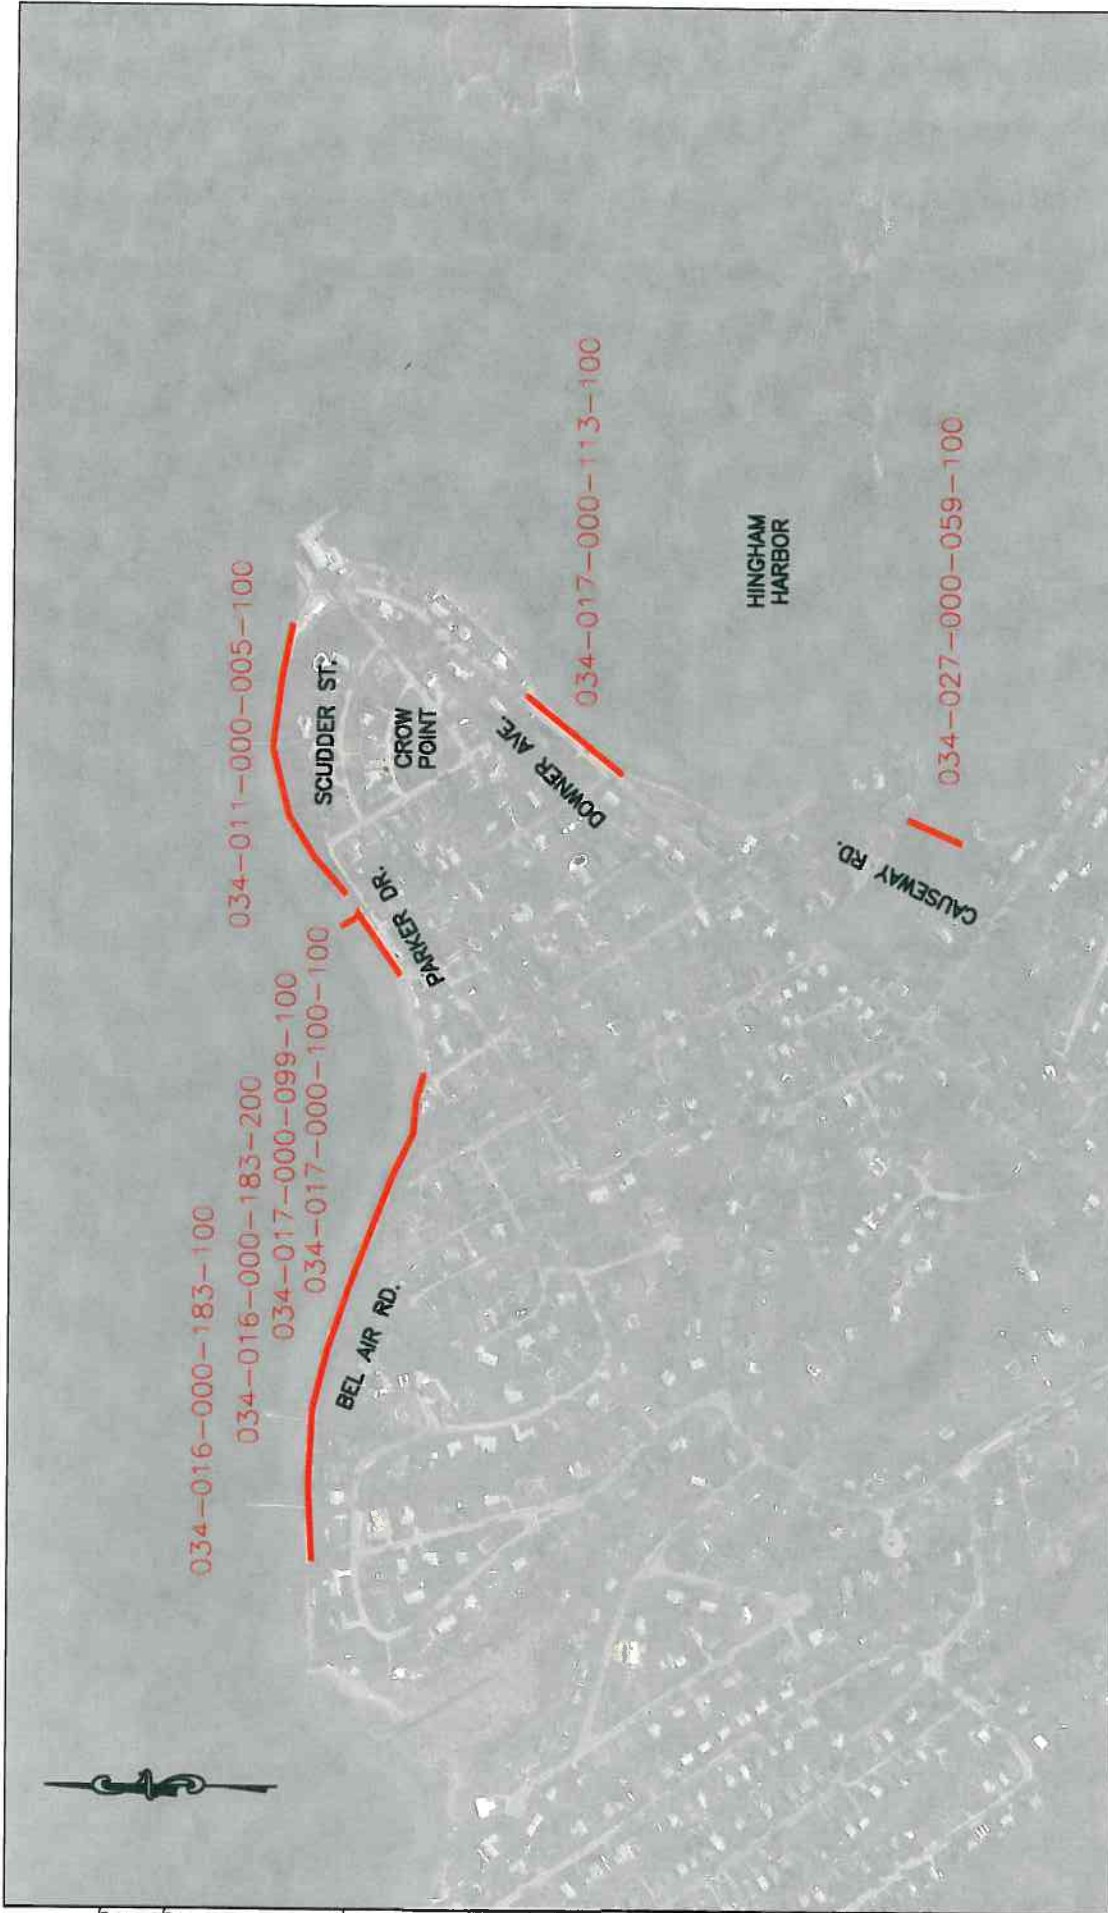 034-016-000-183-100
034-016-000-183-200
034-017-000-099-100
034-017-000-100-100
034-011-000-005-100
BEL AIR RD.
PARKER DR.
SCUDDER ST.
CROW
POINT
DOWNER AVE.
034-017-000-113-100
HINGHAM
HARBOR
CAUSEWAY RD.
034-027-000-059-100